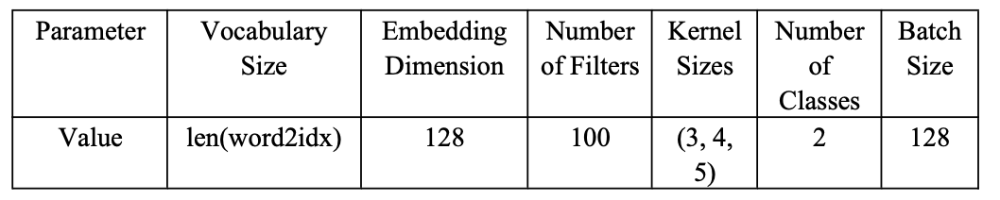 Parameter Vocabulary Embedding Number Kernel Number Batch
Size Dimension of Filters Sizes of Size
Classes
Value len(word2idx) 128 100 (3, 4, 2 128
5)